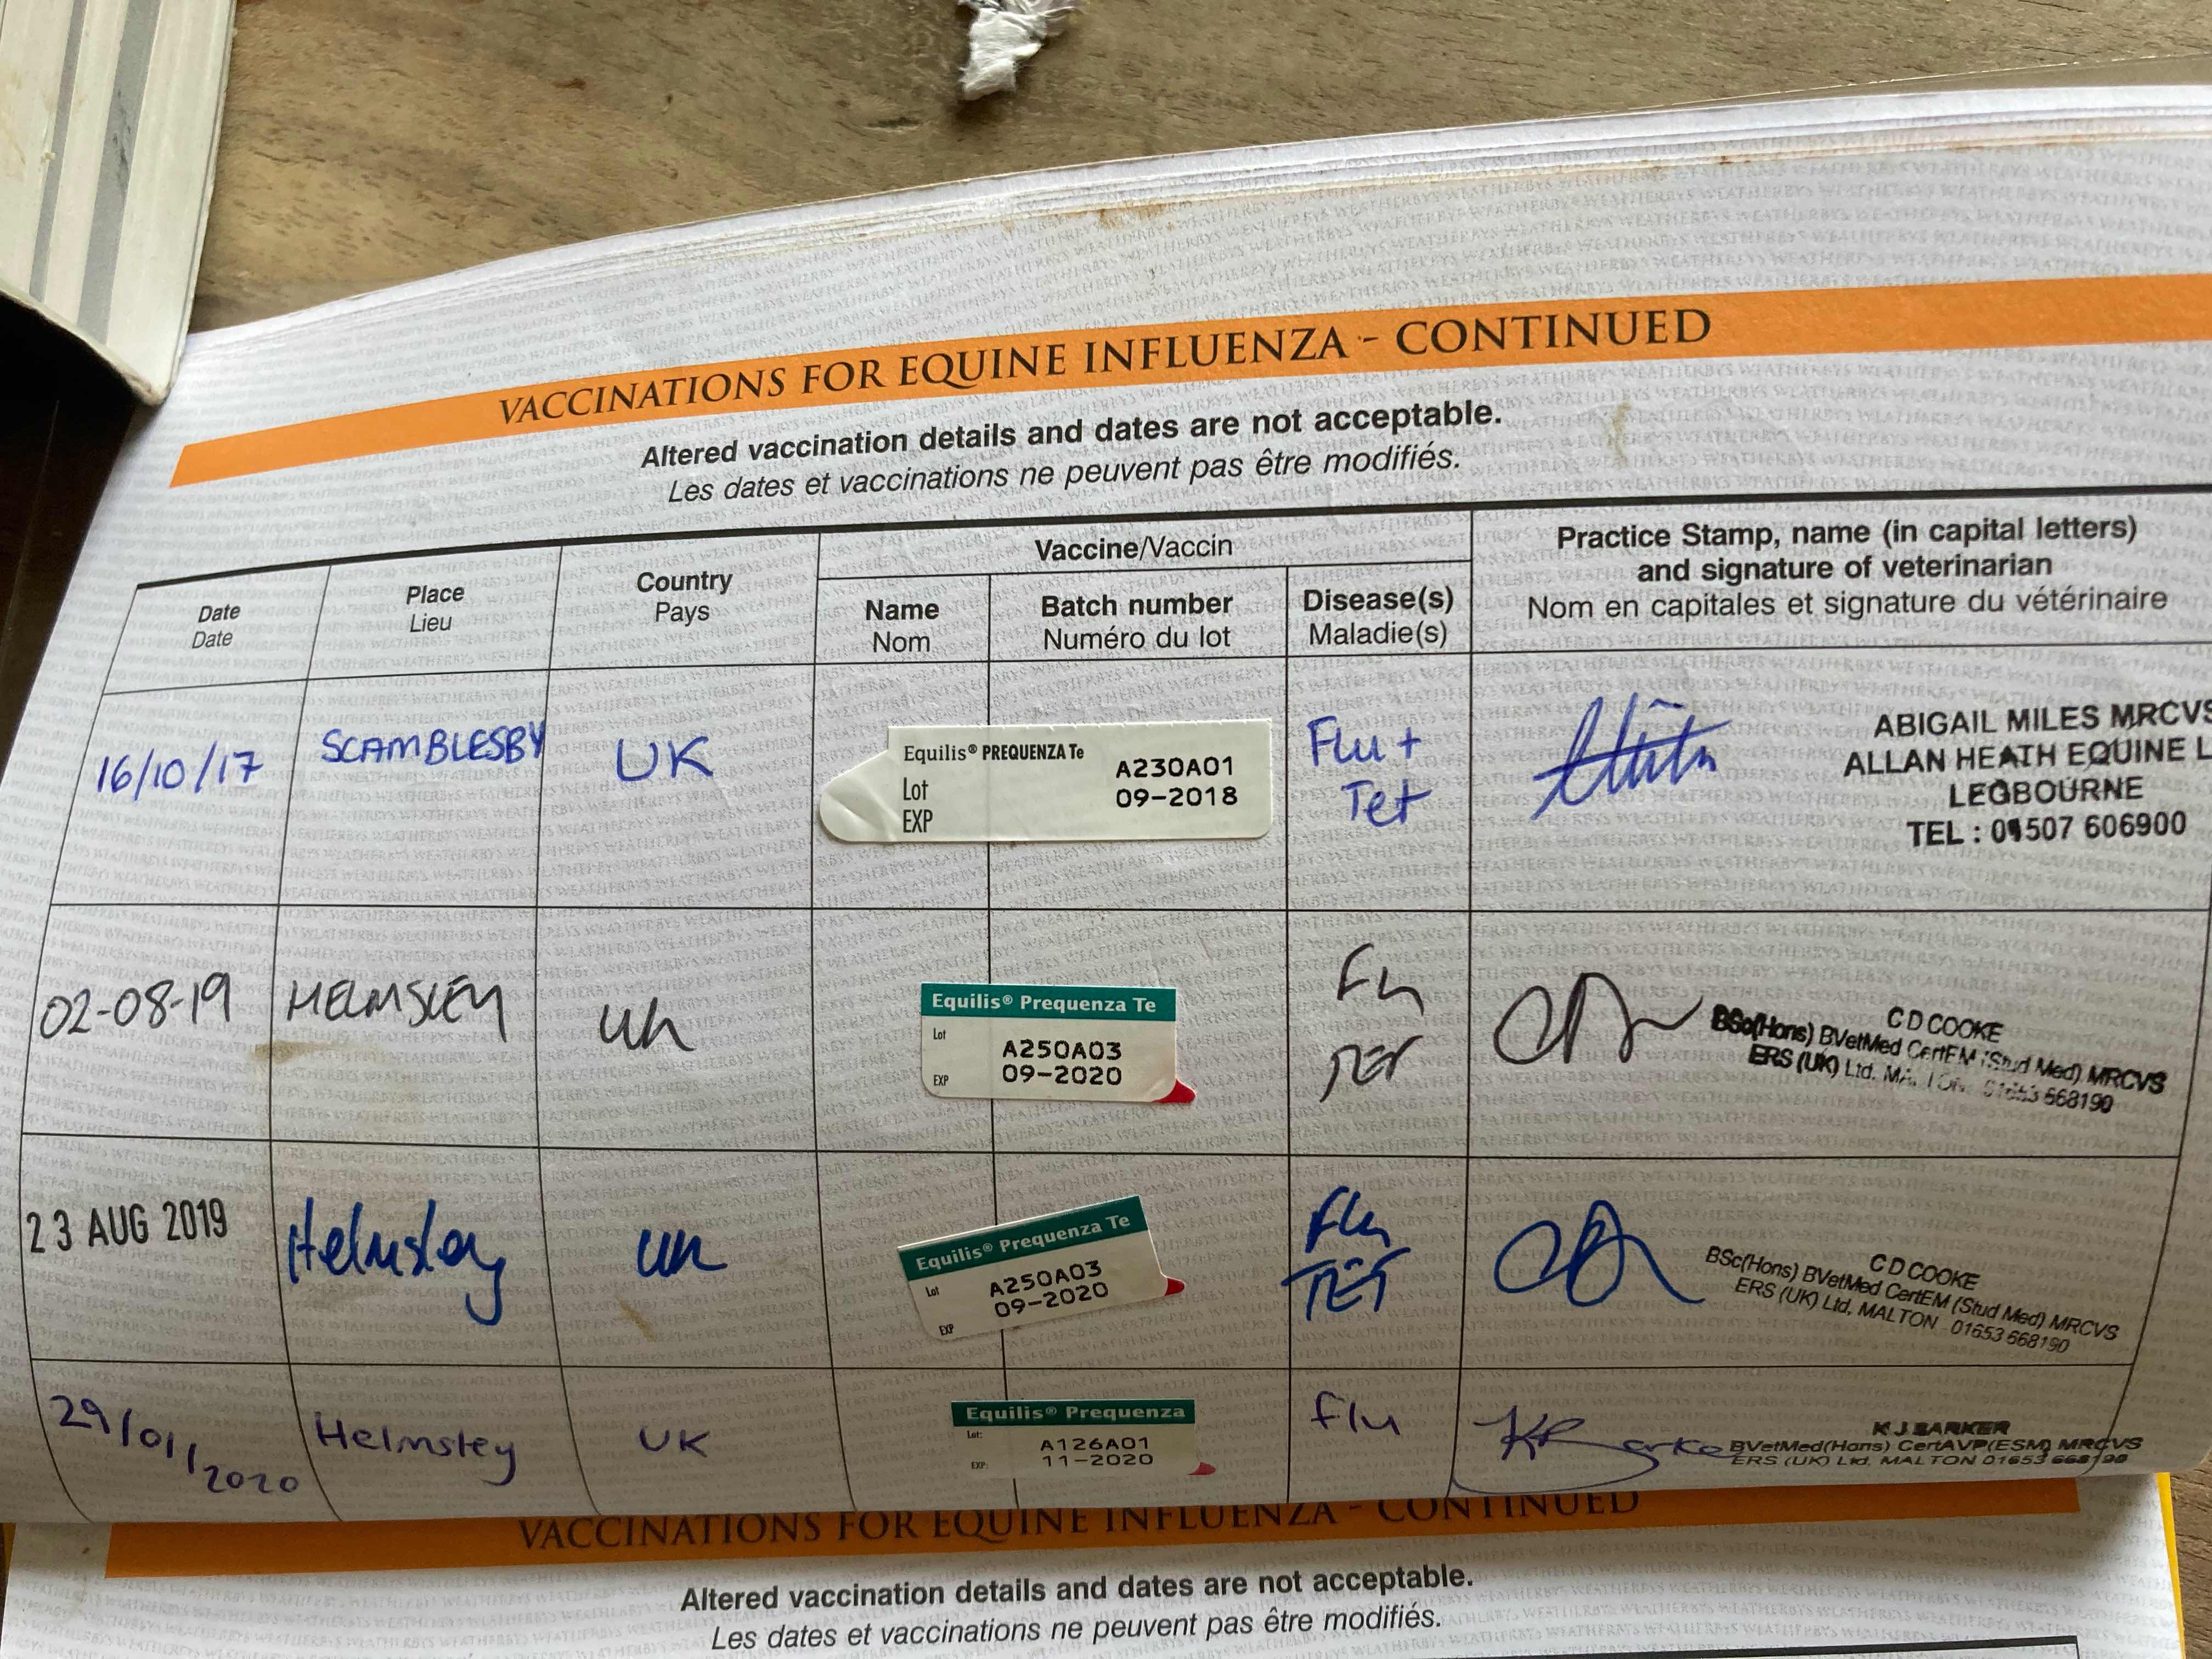 VACCINATIONS FOR EQUINE INFLUENZA - CONTINUED
Altered vaccination details and dates are not acceptable.
Les dates et vaccinations ne peuvent pas être modifiés.
Date
Date
Place
Lieu
Country
Pays
Vaccine/Vaccin
Name
Nom
Batch number
Numéro du lot
Disease(s)
Maladie(s)
Practice Stamp, name (in capital letters)
and signature of veterinarian
Nom en capitales et signature du vétérinaire
16/10/17
SCAMBLESBY
UK
Equilis® PREQUENZA Te
Lot
EXP
A230A01
09-2018
Flu +
Tet
ABIGAIL MILES MRCVS
ALLAN HEATH EQUINE L
LEGBOURNE
TEL : 01507 606900
02-08-19
HELMSLEY
UK
Equilis® Prequenza Te
Lot
A250A03
EXP
09-2020
Flu
TET
C D COOKE
BSc(Hons) BVetMed CertEM (Stud Med) MRCVS
ERS (UK) Ltd, MALTON 01653 668190
23 AUG 2019
Helmsley
UK
Equilis® Prequenza Te
Lot
A250A03
EXP
09-2020
Flu
TET
C D COOKE
BSc(Hons) BVetMed CertEM (Stud Med) MRCVS
ERS (UK) Ltd, MALTON 01653 668190
29/01/2020
Helmsley
UK
Equilis® Prequenza
Lot:
A126A01
EXP:
11-2020
flu
K Barker
K J BARKER
BVetMed(Hons) CertAVP(ESM) MRCVS
ERS (UK) Ltd. MALTON 01653 668190
VACCINATIONS FOR EQUINE INFLUENZA - CONTINUED
Altered vaccination details and dates are not acceptable.
Les dates et vaccinations ne peuvent pas être modifiés.